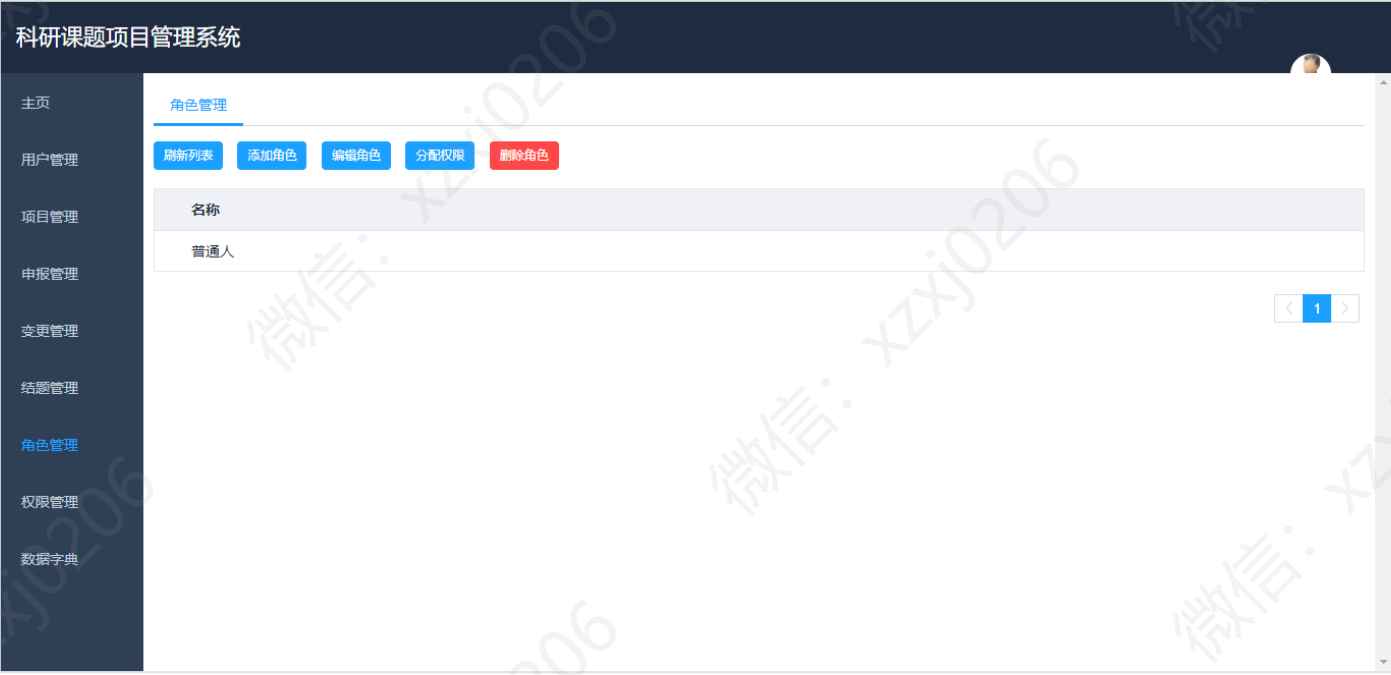 科研课题项目管理系统
主页
用户管理
项目管理
申报管理
变更管理
结题管理
角色管理
权限管理
数据字典
角色管理
刷新列表 添加角色 编辑角色 分配权限 删除角色
名称
普通人
1
微信：xzxj0206
微信：xzxj0206
微信：xzx
xzxj0206
微
206